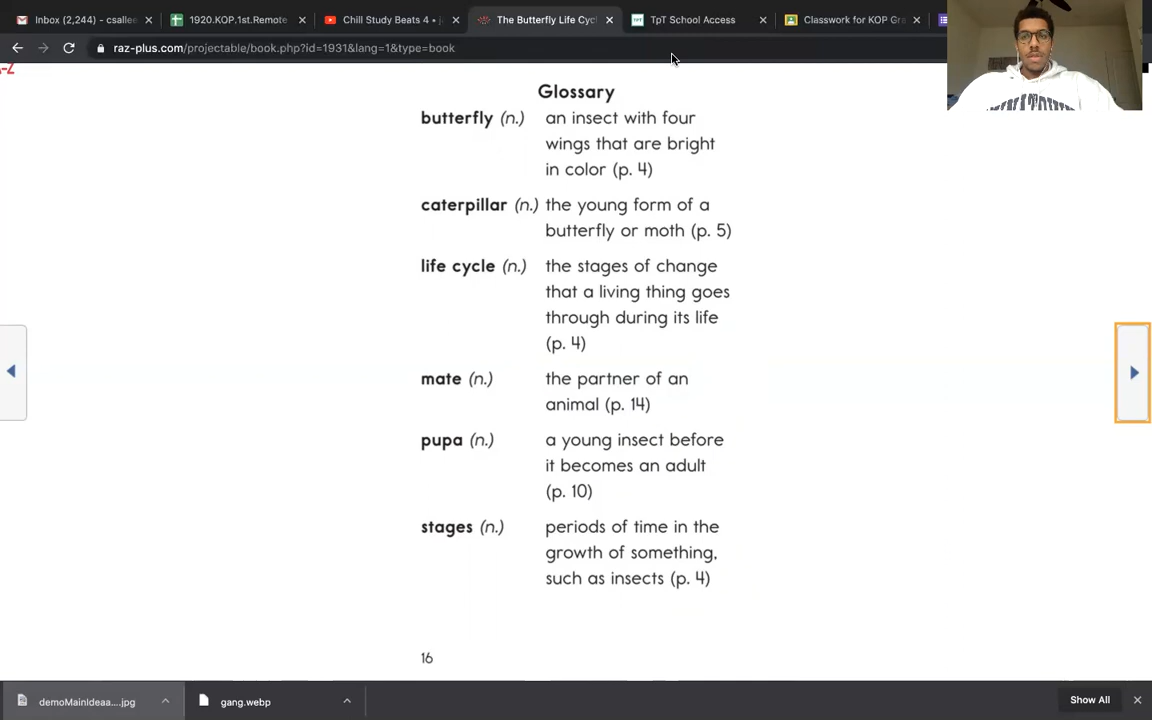 Inbox (2,244) - csallee
1920.KOP.1st.Remote
Chill Study Beats 4 •
The Butterfly Life Cyc
TPT
TpT School Access
Classwork for KOP Gra
raz-plus.com/projectable/book.php?id=1931&lang=1&type=book
Glossary
butterfly (n.) an insect with four
wings that are bright
in color (p. 4)
caterpillar (n.) the young form of a
butterfly or moth (p. 5)
life cycle (n.) the stages of change
that a living thing goes
through during its life
(p. 4)
mate (n.) the partner of an
animal (p. 14)
pupa (n.) a young insect before
it becomes an adult
(p. 10)
stages (n.) periods of time in the
growth of something,
such as insects (p. 4)
16
demoMainIdeaa....jpg
gang.webp
Show All